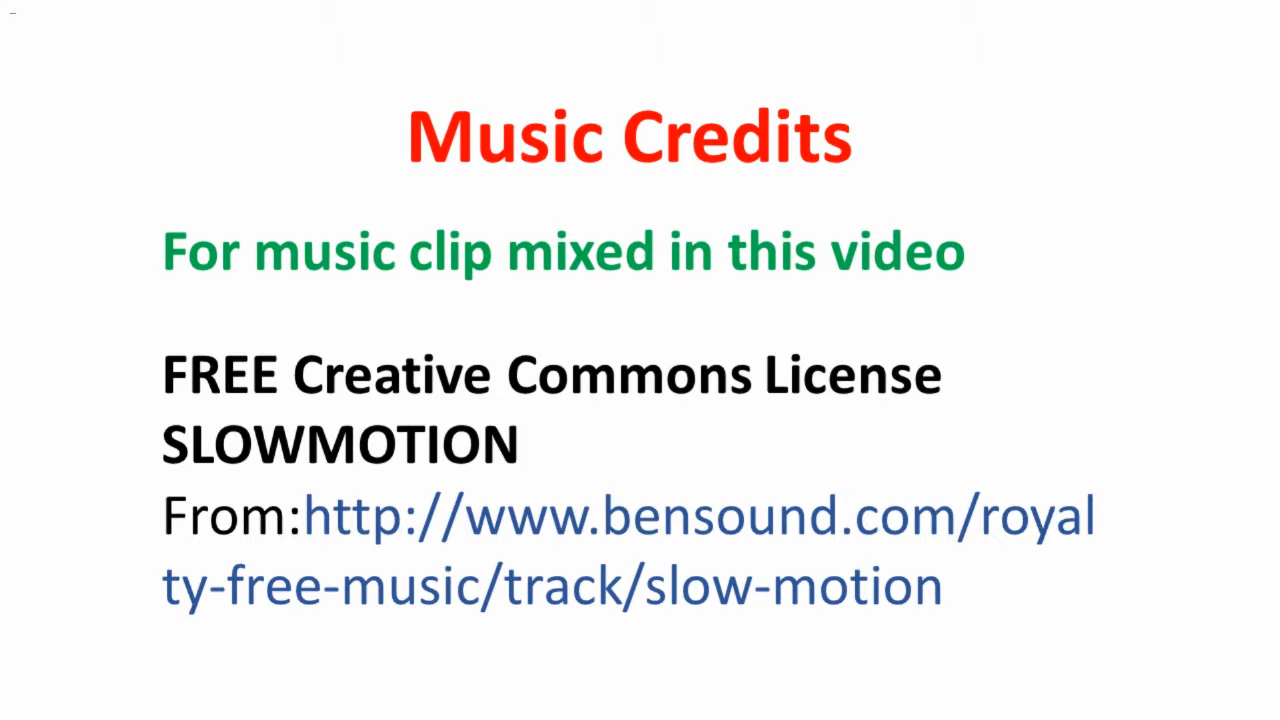 Music Credits
For music clip mixed in this video
FREE Creative Commons License
SLOWMOTION
From:http://www.bensound.com/royal
ty-free-music/track/slow-motion